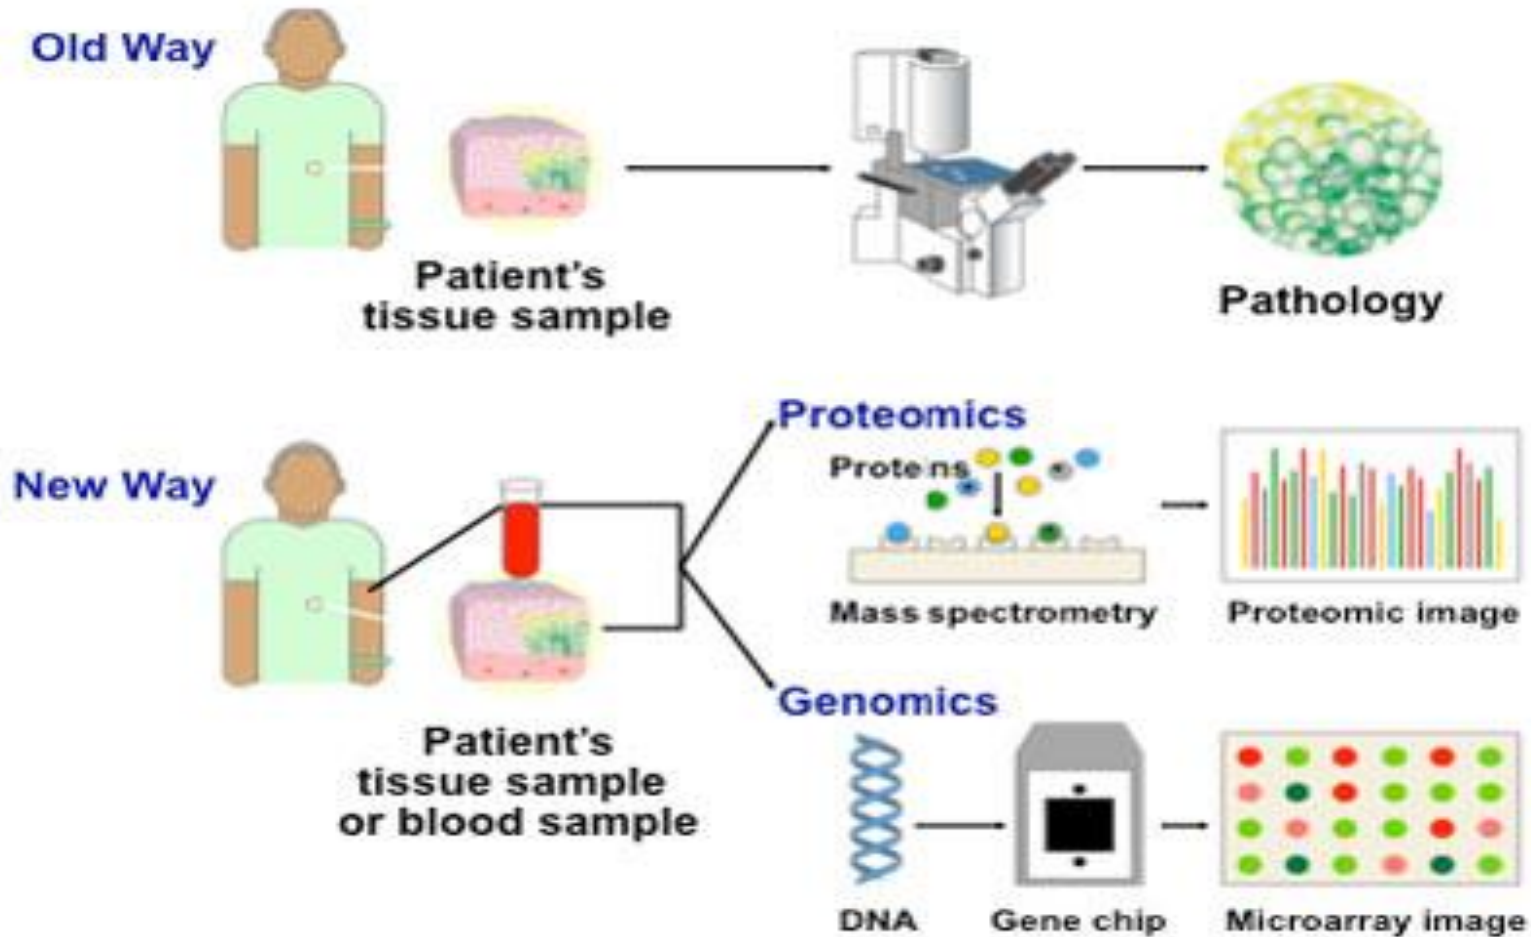 Old Way
Patient's
tissue sample
Pathology
New Way
Patient's
tissue sample
or blood sample
Proteomics
Proteins
Mass spectrometry
Proteomic image
Genomics
DNA
Gene chip
Microarray image